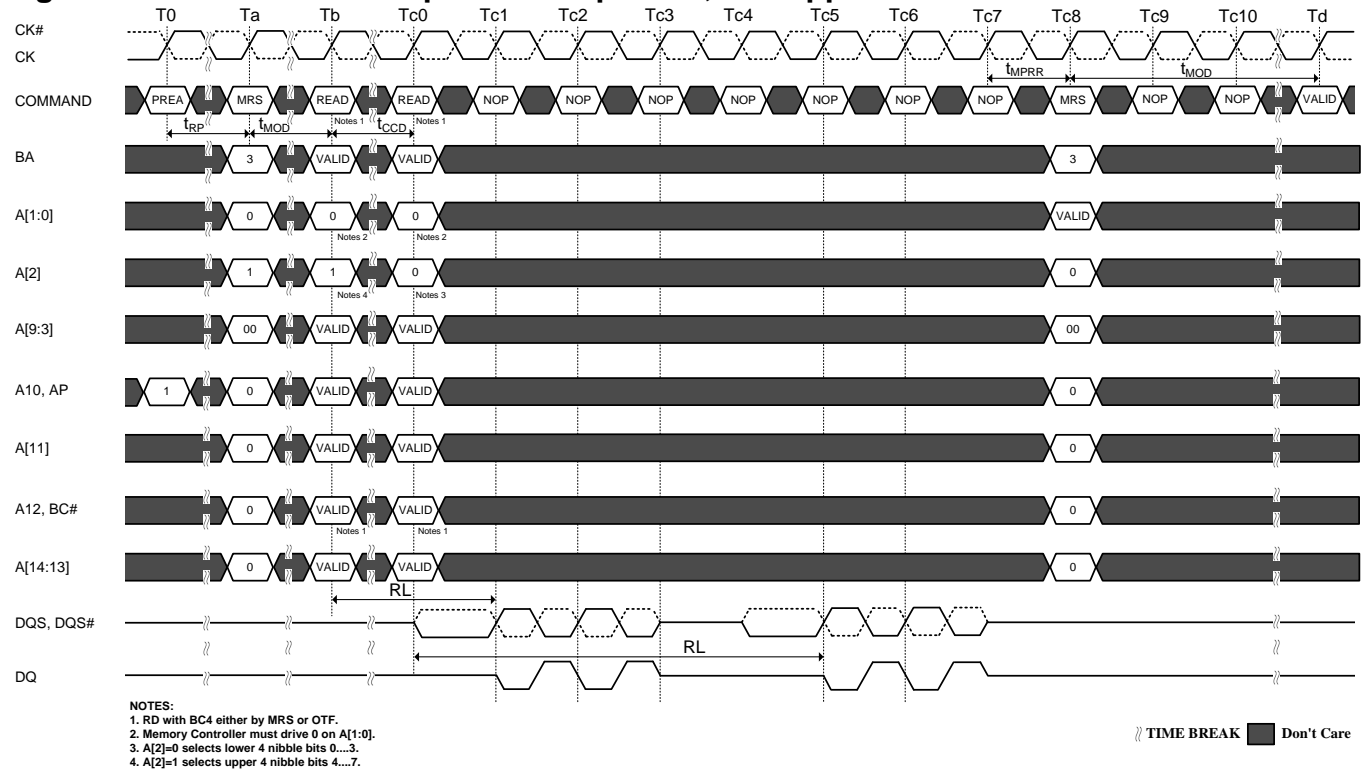 T0 Ta Tb Tc0 Tc1 Tc2 Tc3 Tc4 Tc5 Tc6 Tc7 Tc8 Tc9 Tc10 Td
CK#
CK
tMPRR tMOD
COMMAND PREA MRS READ READ NOP NOP NOP NOP NOP NOP NOP MRS NOP NOP VALID
Notes 1 Notes 1
tRP tMOD tCCD
BA 3 VALID VALID 3
A[1:0] 0 0 0 VALID
Notes 2 Notes 2
A[2] 1 1 0 0
Notes 4 Notes 3
A[9:3] 00 VALID VALID 00
A10, AP 1 0 VALID VALID 0
A[11] 0 VALID VALID 0
A12, BC# 0 VALID VALID 0
Notes 1 Notes 1
A[14:13] 0 VALID VALID 0
RL
DQS, DQS#
RL
DQ
NOTES:
1. RD with BC4 either by MRS or OTF.
2. Memory Controller must drive 0 on A[1:0].
3. A[2]=0 selects lower 4 nibble bits 0....3.
4. A[2]=1 selects upper 4 nibble bits 4....7.
TIME BREAK Don't Care